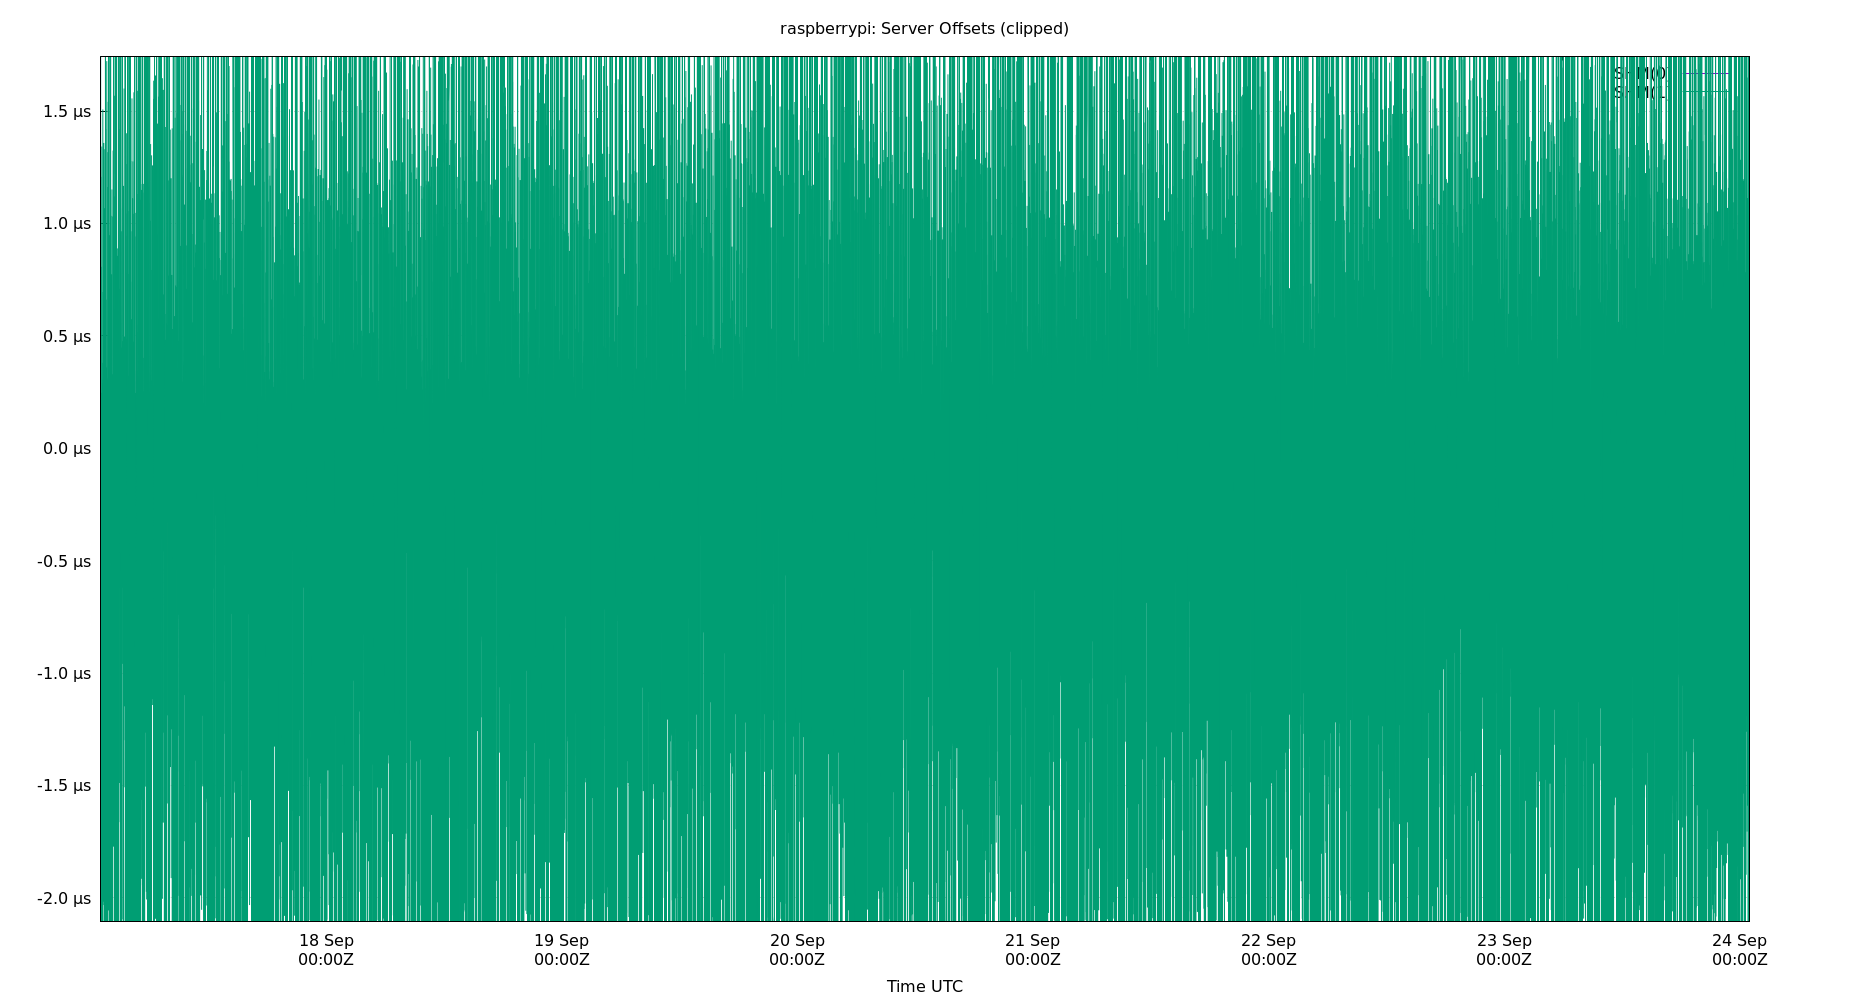 raspberrypi: Server Offsets (clipped)
1.5 µs
1.0 µs
0.5 µs
0.0 µs
-0.5 µs
-1.0 µs
-1.5 µs
-2.0 µs
18 Sep
00:00Z
19 Sep
00:00Z
20 Sep
00:00Z
21 Sep
00:00Z
22 Sep
00:00Z
23 Sep
00:00Z
24 Sep
00:00Z
Time UTC